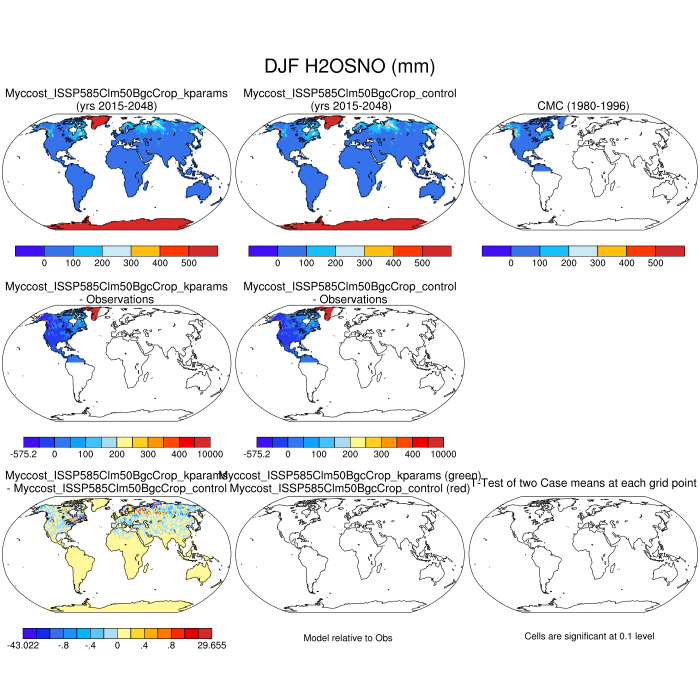 DJF H2OSNO (mm)
Myccost_ISSP585Clm50BgcCrop_kparams
(yrs 2015-2048)
Myccost_ISSP585Clm50BgcCrop_control
(yrs 2015-2048)
CMC (1980-1996)
0 100 200 300 400 500
0 100 200 300 400 500
0 100 200 300 400 500
Myccost_ISSP585Clm50BgcCrop_kparams
- Observations
Myccost_ISSP585Clm50BgcCrop_control
- Observations
-575.2 0 100 200 300 400 10000
-575.2 0 100 200 300 400 10000
Myccost_ISSP585Clm50BgcCrop_kparams
- Myccost_ISSP585Clm50BgcCrop_control
Myccost_ISSP585Clm50BgcCrop_kparams (green)
Myccost_ISSP585Clm50BgcCrop_control (red)
T-Test of two Case means at each grid point
-43.022 -.8 -.4 0 .4 .8 29.655
Model relative to Obs
Cells are significant at 0.1 level